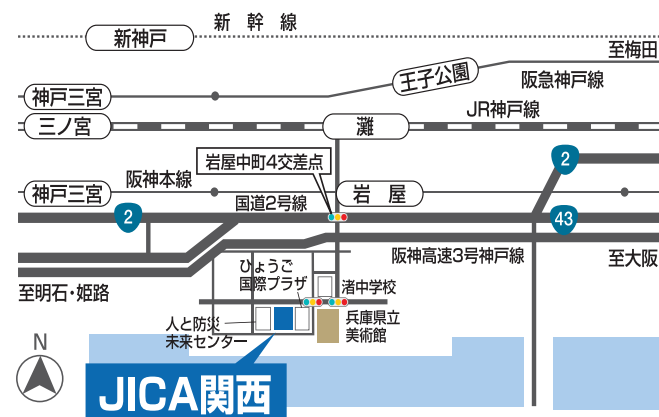 新幹線
新神戸
至梅田
王子公園
阪急神戸線
神戸三宮
JR神戸線
三ノ宮
灘
岩屋中町4交差点
2
阪神本線
神戸三宮
岩屋
国道2号線
2
43
阪神高速3号神戸線
至大阪
ひょうご
国際プラザ
渚中学校
至明石・姫路
人と防災
未来センター
兵庫県立
美術館
N
JICA関西